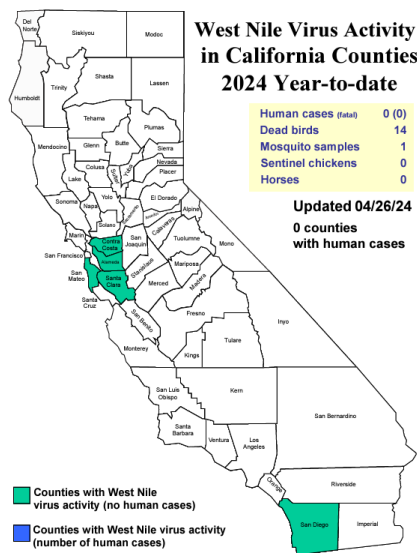 West Nile Virus Activity
in California Counties
2024 Year-to-date
Human cases (fatal) 0 (0)
Dead birds 14
Mosquito samples 1
Sentinel chickens 0
Horses 0
Updated 04/26/24
0 counties
with human cases
Del
Norte
Siskiyou
Modoc
Humboldt
Trinity
Shasta
Lassen
Tehama
Plumas
Mendocino
Glenn
Butte
Sierra
Nevada
Placer
Colusa
Sutter
Yuba
Lake
Sonoma
Napa
Yolo
El Dorado
Alpine
Sacramento
Solano
Marin
Contra
Costa
San
Joaquin
Calaveras
Tuolumne
Mono
San Francisco
Alameda
San
Mateo
Santa
Clara
Stanislaus
Mariposa
Merced
Madera
Santa
Cruz
San Benito
Fresno
Monterey
Inyo
Tulare
Kings
San Luis
Obispo
Kern
San Bernardino
Santa
Barbara
Ventura
Los
Angeles
Orange
Riverside
San Diego
Imperial
Counties with West Nile
virus activity (no human cases)
Counties with West Nile virus activity
(number of human cases)